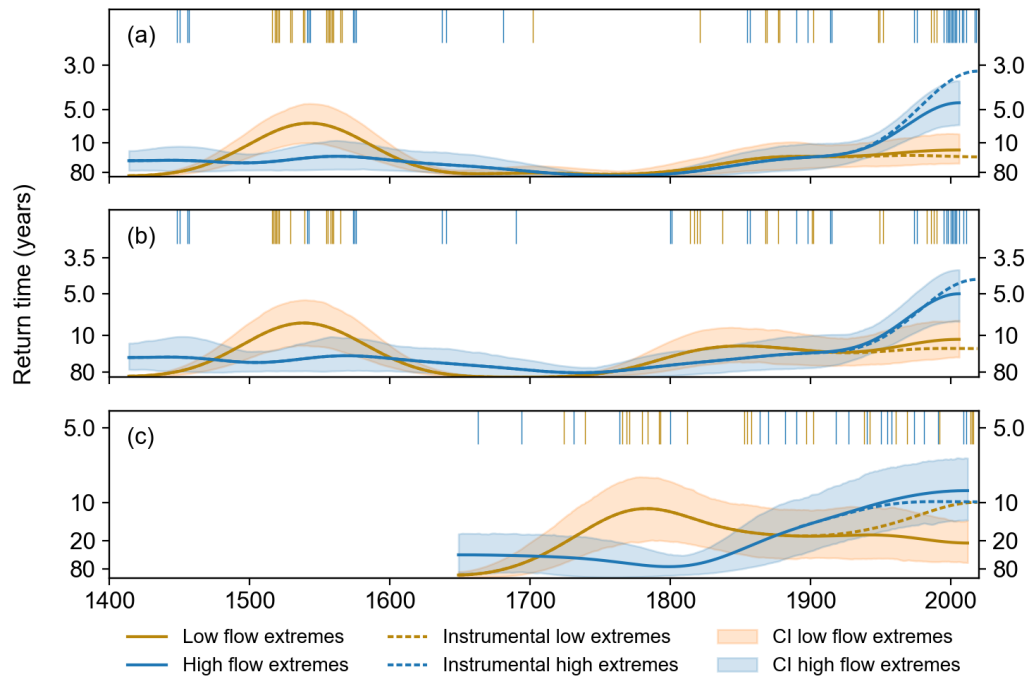 (a)
3.0 3.0
5.0 5.0
10 10
80 80
(b)
3.5 3.5
5.0 5.0
10 10
80 80
Return time (years)
(c)
5.0 5.0
10 10
20 20
80 80
1400 1500 1600 1700 1800 1900 2000
Low flow extremes Instrumental low extremes CI low flow extremes
High flow extremes Instrumental high extremes CI high flow extremes